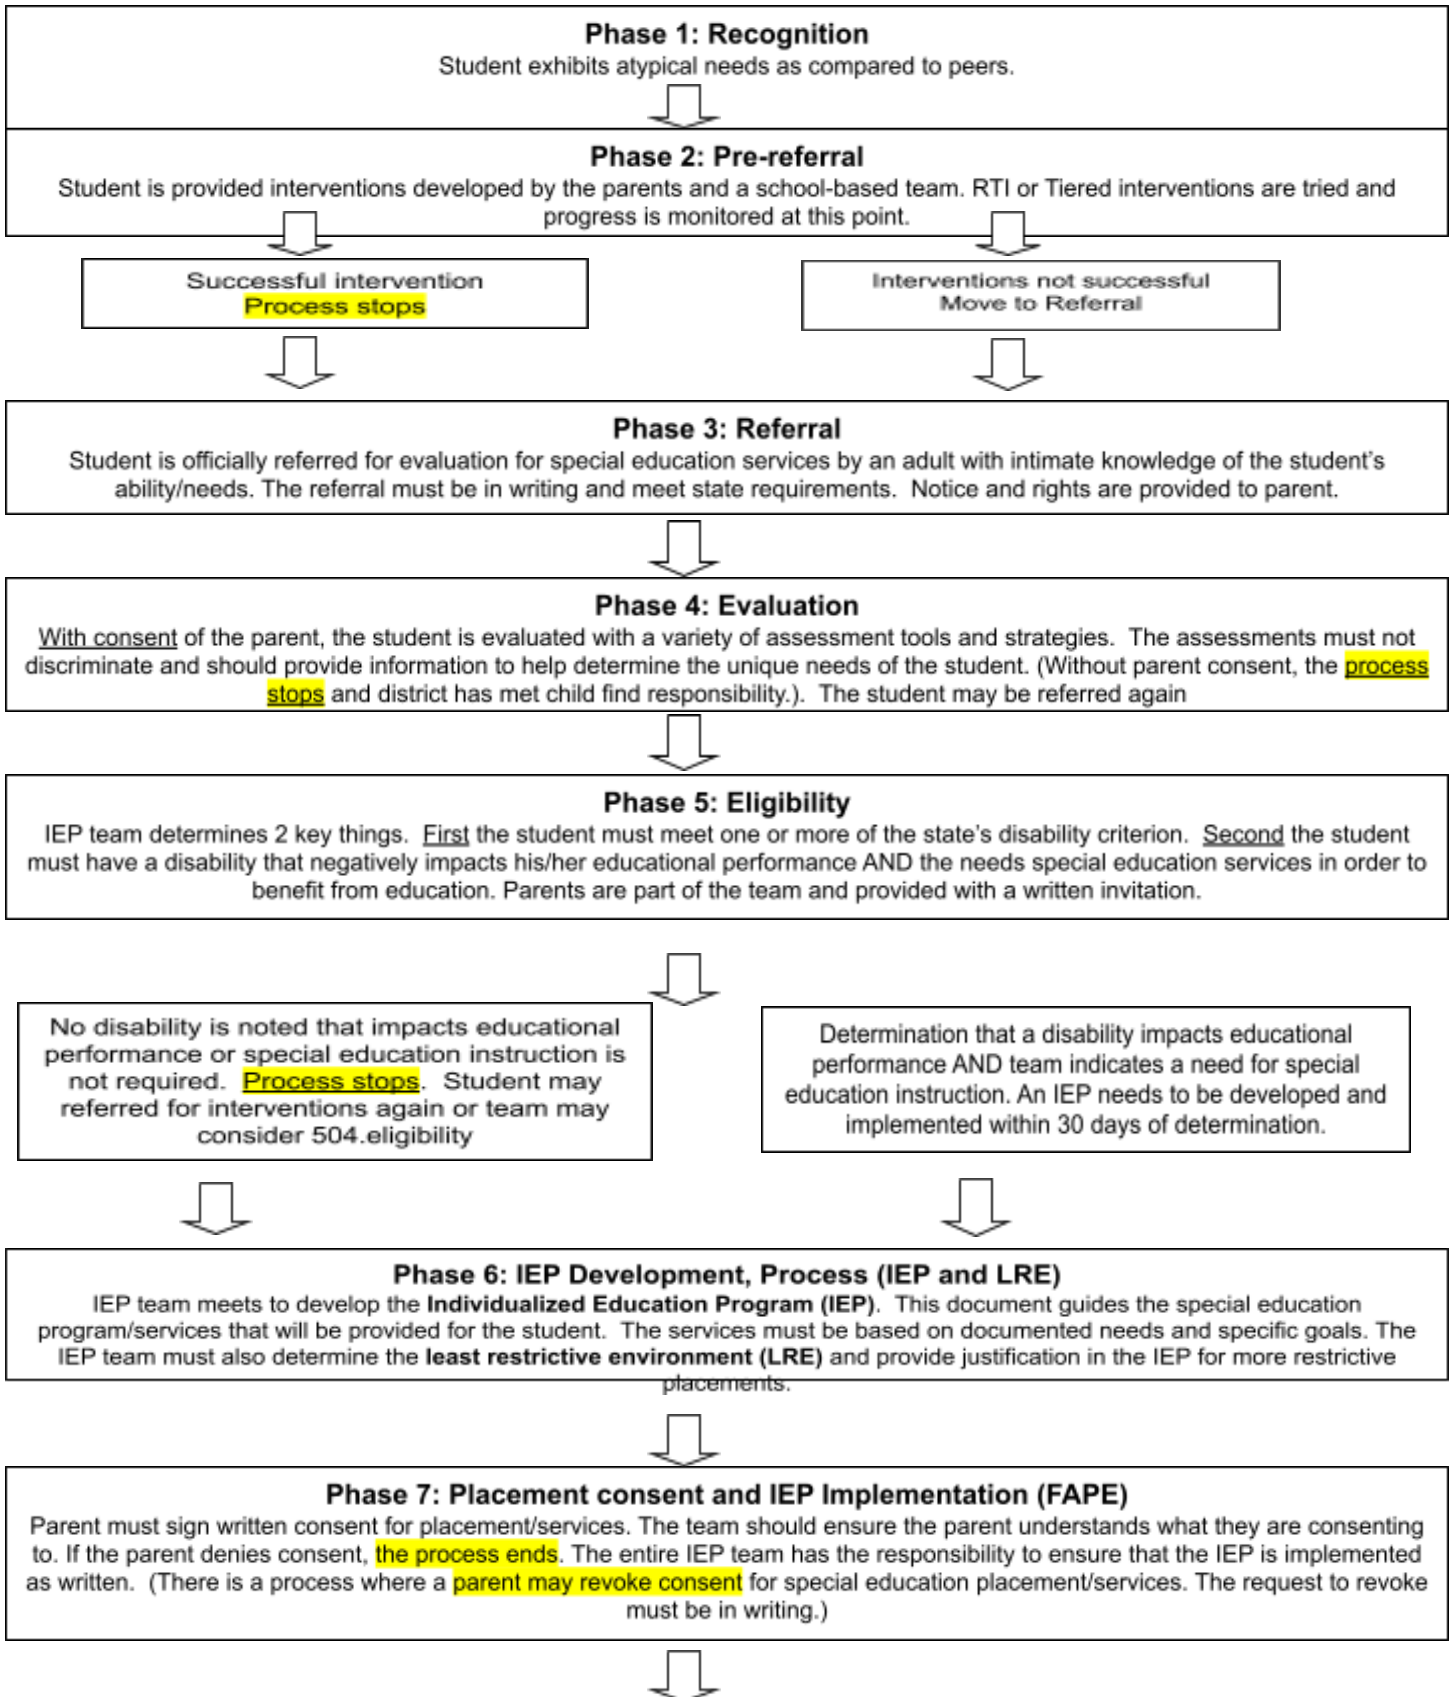 Phase 1: Recognition
Student exhibits atypical needs as compared to peers.
Phase 2: Pre-referral
Student is provided interventions developed by the parents and a school-based team. RTI or Tiered interventions are tried and
progress is monitored at this point.
Successful intervention
Process stops
Interventions not successful
Move to Referral
Phase 3: Referral
Student is officially referred for evaluation for special education services by an adult with intimate knowledge of the student's
ability/needs. The referral must be in writing and meet state requirements. Notice and rights are provided to parent.
Phase 4: Evaluation
With consent of the parent, the student is evaluated with a variety of assessment tools and strategies. The assessments must not
discriminate and should provide information to help determine the unique needs of the student. (Without parent consent, the process
stops and district has met child find responsibility.). The student may be referred again
Phase 5: Eligibility
IEP team determines 2 key things. First the student must meet one or more of the state's disability criterion. Second the student
must have a disability that negatively impacts his/her educational performance AND the needs special education services in order to
benefit from education. Parents are part of the team and provided with a written invitation.
No disability is noted that impacts educational
performance or special education instruction is
not required. Process stops. Student may
referred for interventions again or team may
consider 504.eligibility
Determination that a disability impacts educational
performance AND team indicates a need for special
education instruction. An IEP needs to be developed and
implemented within 30 days of determination.
Phase 6: IEP Development, Process (IEP and LRE)
IEP team meets to develop the Individualized Education Program (IEP). This document guides the special education
program/services that will be provided for the student. The services must be based on documented needs and specific goals. The
IEP team must also determine the least restrictive environment (LRE) and provide justification in the IEP for more restrictive
placements.
Phase 7: Placement consent and IEP Implementation (FAPE)
Parent must sign written consent for placement/services. The team should ensure the parent understands what they are consenting
to. If the parent denies consent, the process ends. The entire IEP team has the responsibility to ensure that the IEP is implemented
as written. (There is a process where a parent may revoke consent for special education placement/services. The request to revoke
must be in writing.)